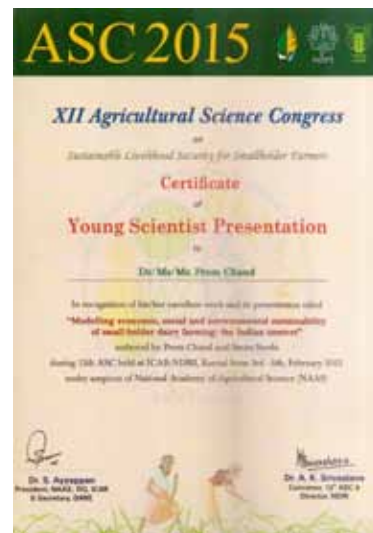 ASC 2015
XII Agricultural Science Congress
on
Sustainable Livelihood Security for Smallholder Farmers
Certificate
of
Young Scientist Presentation
to
Dr/Ms/Mr. Prem Chand
In recognition of his/her excellent work and its presentation titled
"Modelling economic, social and environmental sustainability
of small holder dairy farming: the Indian context"
authored by Prem Chand and
during 12th ASC held at ICAR-NDRI, Karnal from 3rd - 6th, February 2015
under auspices of National Academy of Agricultural Science (NAAS)
Dr. S. Ayyappan
President, NAAS, DG, ICAR
& Secretary, DARE
Dr. A. K. Srivastava
Convener, 12th ASC &
Director, NDRI